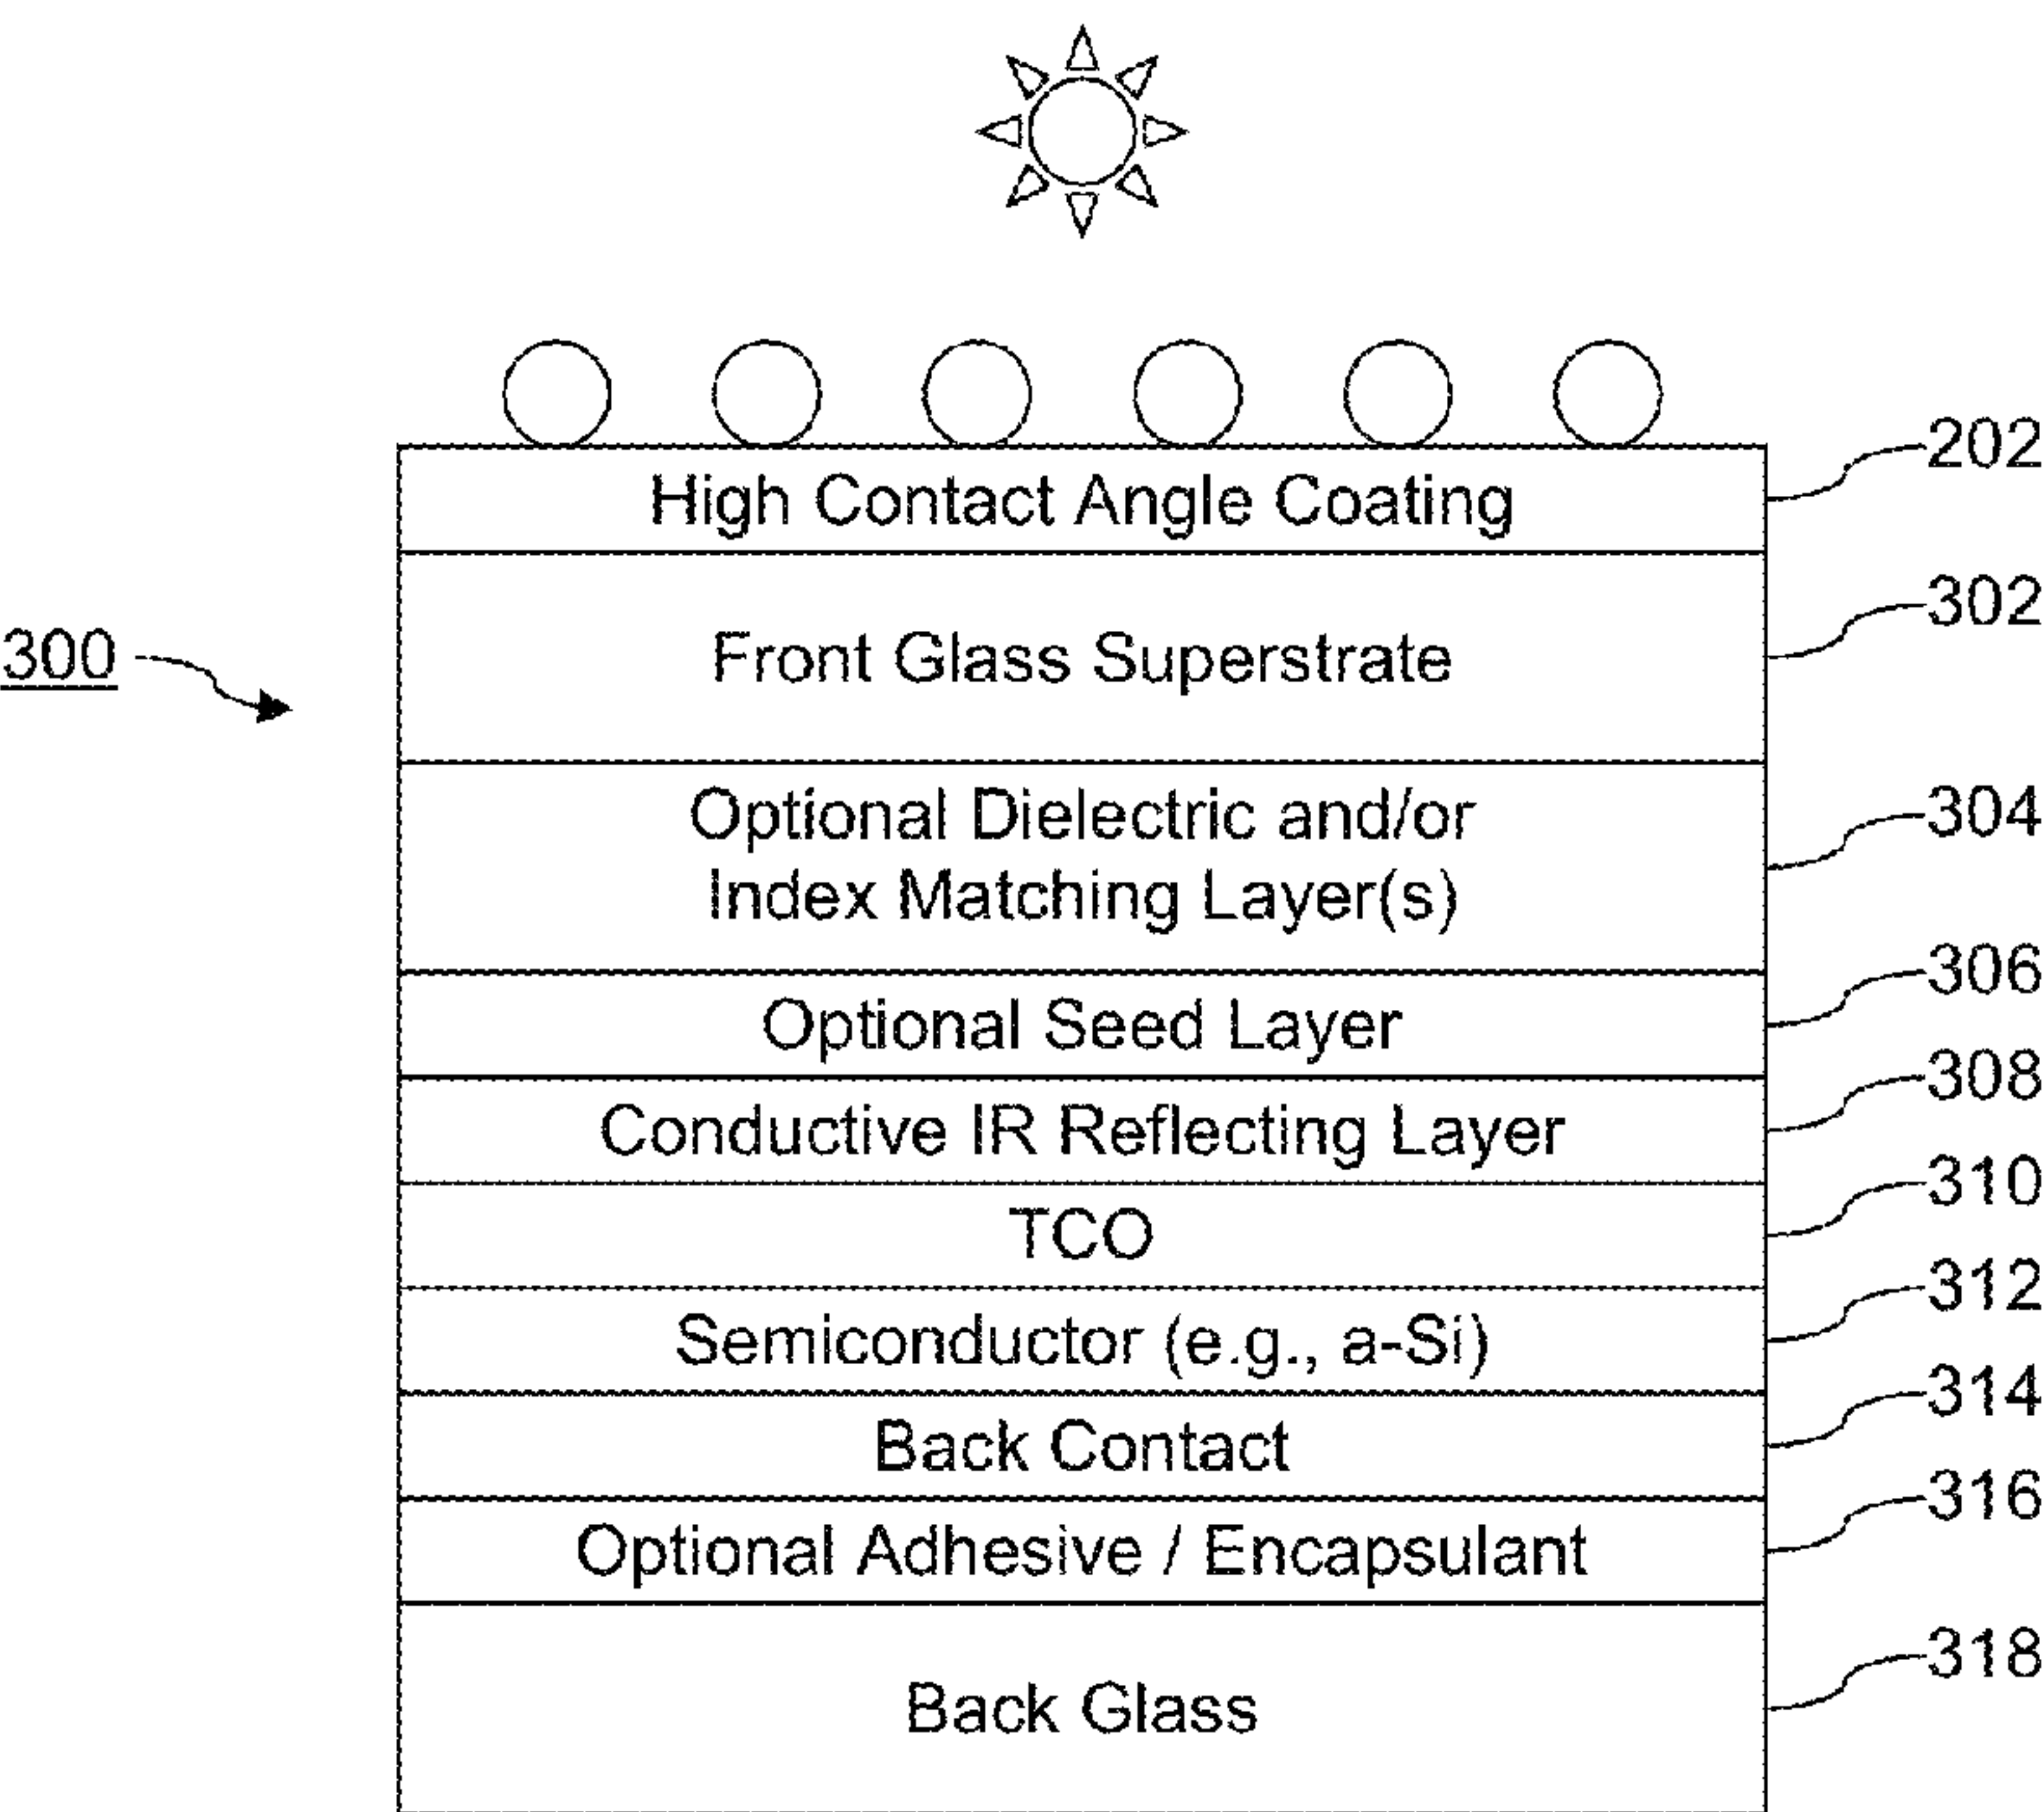 High Contact Angle Coating
202
Front Glass Superstrate
302
300
Optional Dielectric and/or
Index Matching Layer(s)
304
Optional Seed Layer
306
Conductive IR Reflecting Layer
308
TCO
310
Semiconductor (e.g., a-Si)
312
Back Contact
314
Optional Adhesive / Encapsulant
316
Back Glass
318